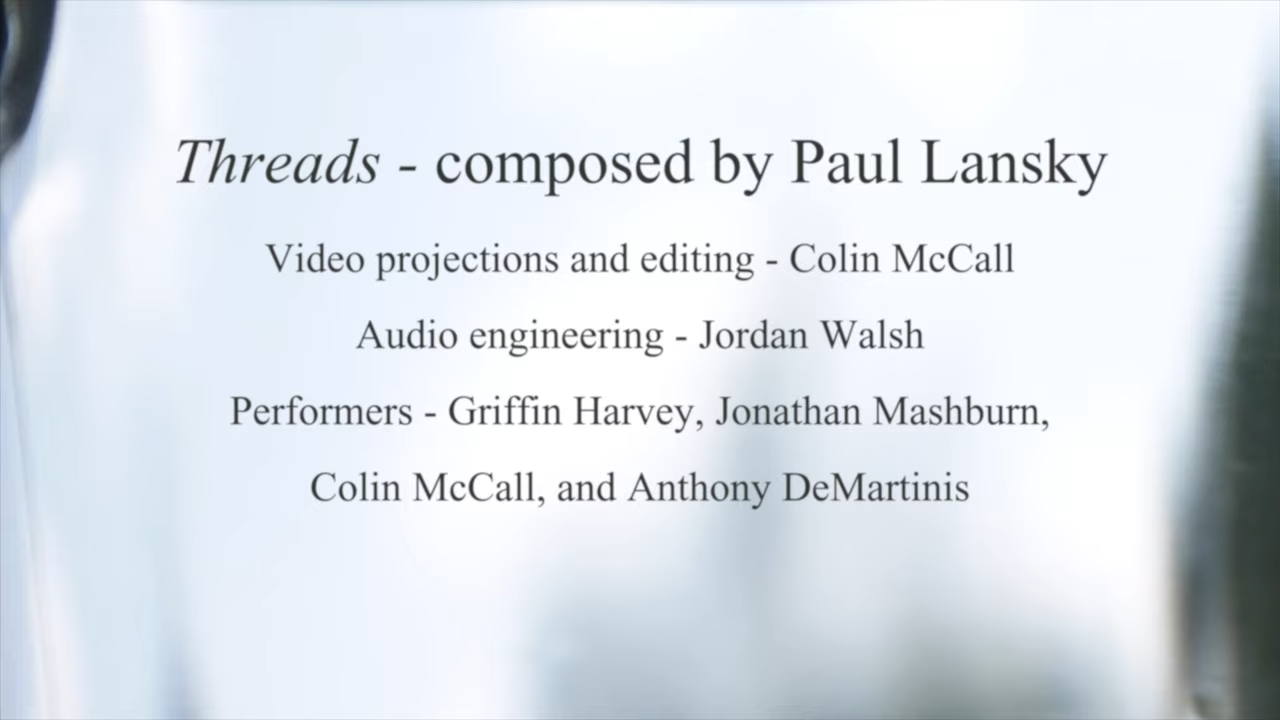 Threads - composed by Paul Lansky
Video projections and editing - Colin McCall
Audio engineering - Jordan Walsh
Performers - Griffin Harvey, Jonathan Mashburn,
Colin McCall, and Anthony DeMartinis